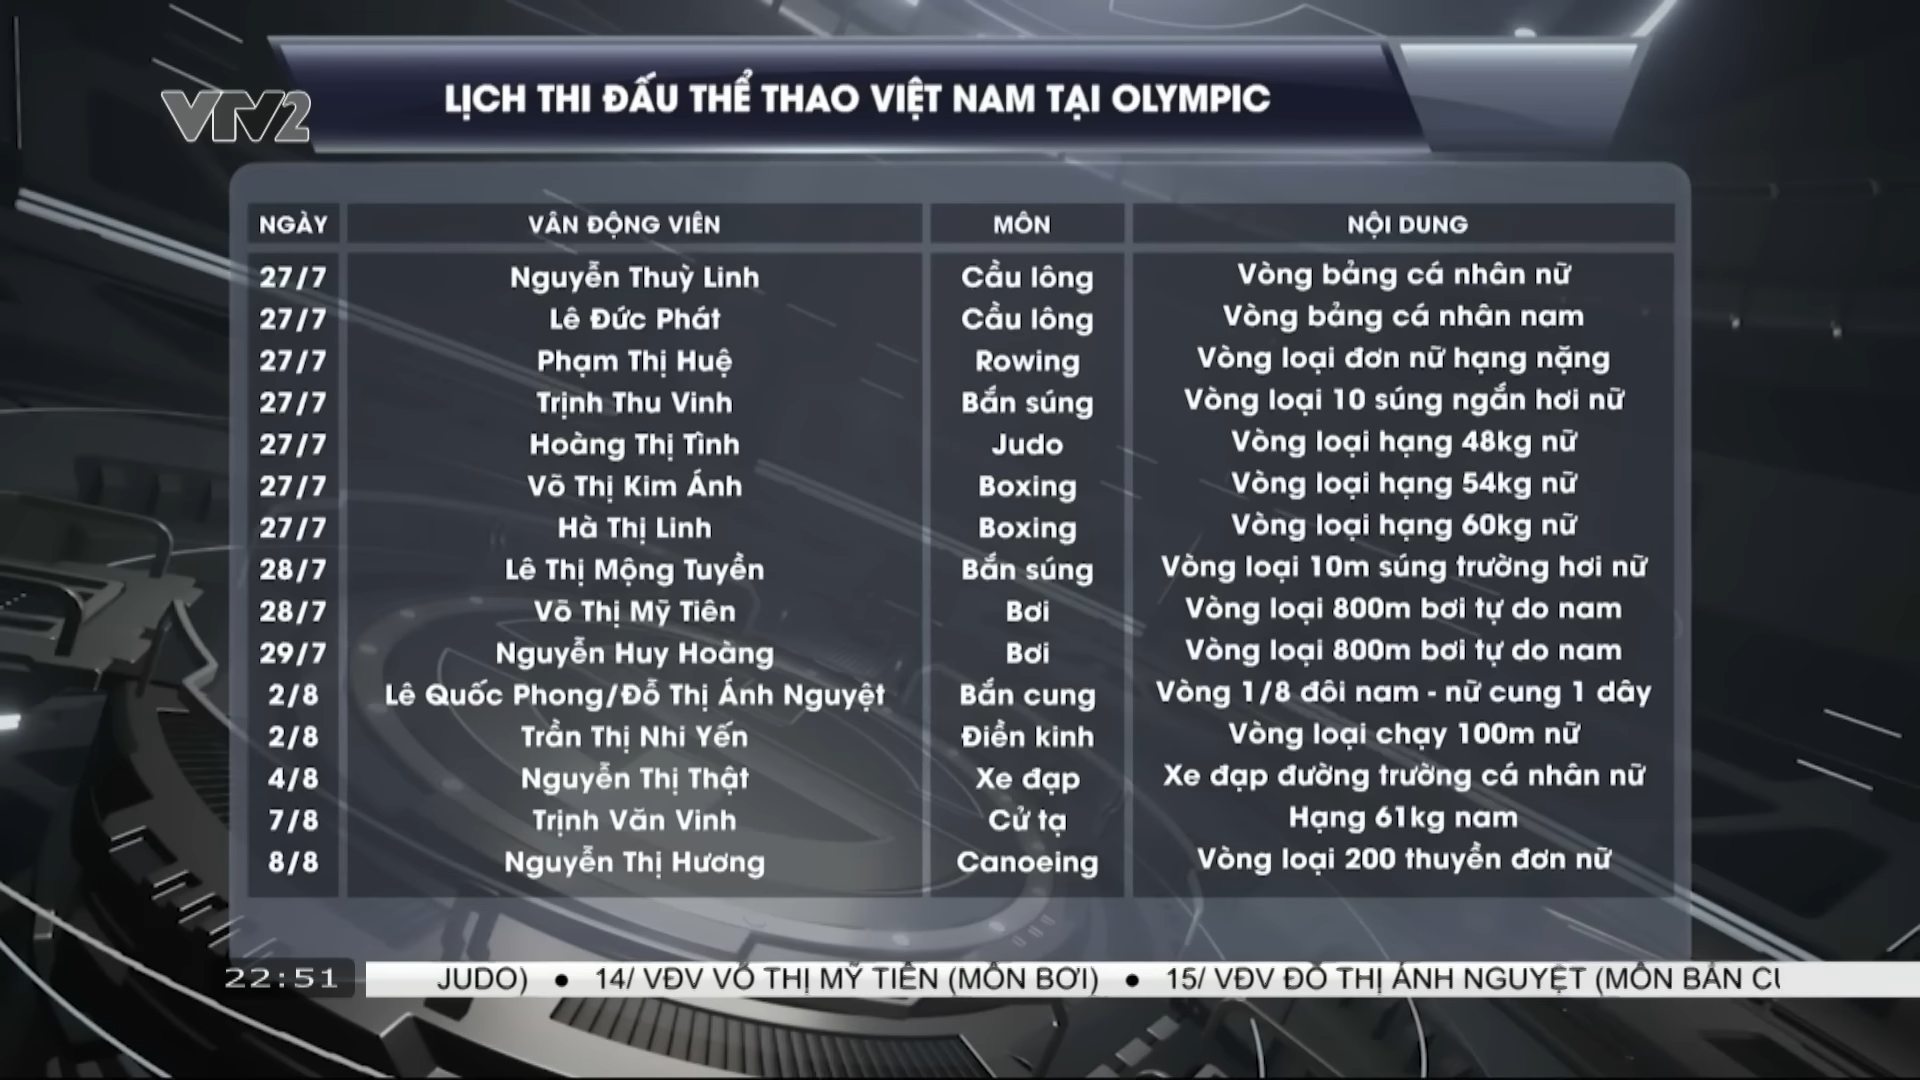 LỊCH THI ĐẤU THỂ THAO VIỆT NAM TẠI OLYMPIC
VTV2
NGÀY VÂN ĐỘNG VIÊN MÔN NỘI DUNG
27/7 Nguyễn Thuỳ Linh Cầu lông Vòng bảng cá nhân nữ
27/7 Lê Đức Phát Cầu lông Vòng bảng cá nhân nam
27/7 Phạm Thị Huệ Rowing Vòng loại đơn nữ hạng nặng
27/7 Trịnh Thu Vinh Bắn súng Vòng loại 10 súng ngắn hơi nữ
27/7 Hoàng Thị Tình Judo Vòng loại hạng 48kg nữ
27/7 Võ Thị Kim Ánh Boxing Vòng loại hạng 54kg nữ
27/7 Hà Thị Linh Boxing Vòng loại hạng 60kg nữ
28/7 Lê Thị Mộng Tuyền Bắn súng Vòng loại 10m súng trường hơi nữ
28/7 Võ Thị Mỹ Tiên Bơi Vòng loại 800m bơi tự do nam
29/7 Nguyễn Huy Hoàng Bơi Vòng loại 800m bơi tự do nam
2/8 Lê Quốc Phong/Đỗ Thị Ánh Nguyệt Bắn cung Vòng 1/8 đôi nam - nữ cung 1 dây
2/8 Trần Thị Nhi Yến Điền kinh Vòng loại chạy 100m nữ
4/8 Nguyễn Thị Thật Xe đạp Xe đạp đường trường cá nhân nữ
7/8 Trịnh Văn Vinh Cử tạ Hạng 61kg nam
8/8 Nguyễn Thị Hương Canoeing Vòng loại 200 thuyền đơn nữ
22:51 JUDO) • 14/ VĐV VÕ THỊ MỸ TIÊN (MÔN BƠI) • 15/ VĐV ĐỖ THỊ ÁNH NGUYỆT (MÔN BẮN